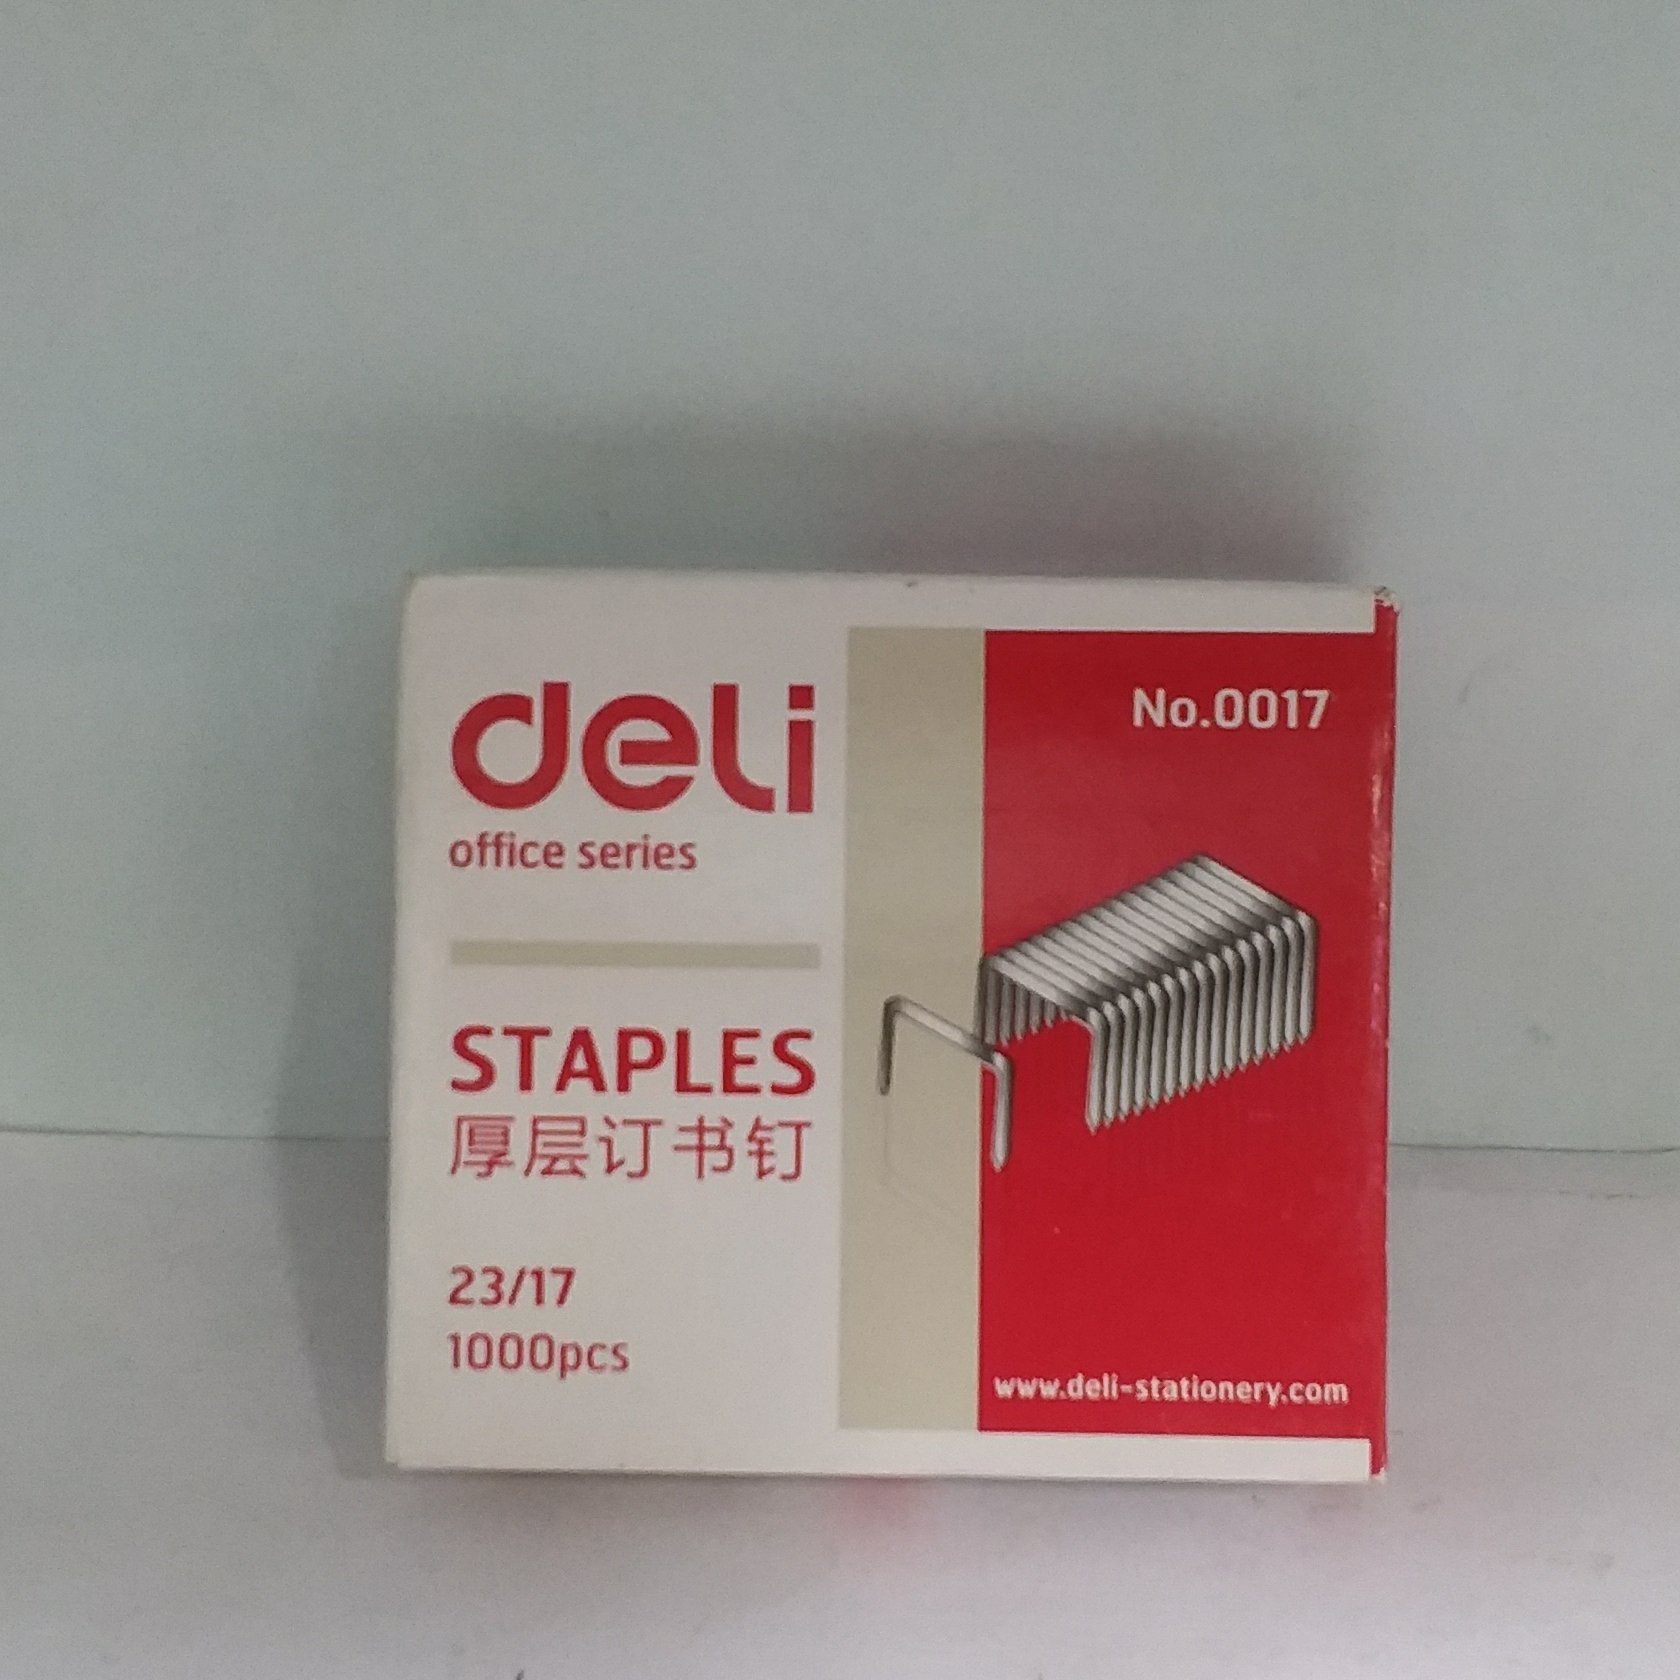 deli
office series
STAPLES
厚层订书钉
23/17
1000pcs
No.0017
www.deli-stationery.com